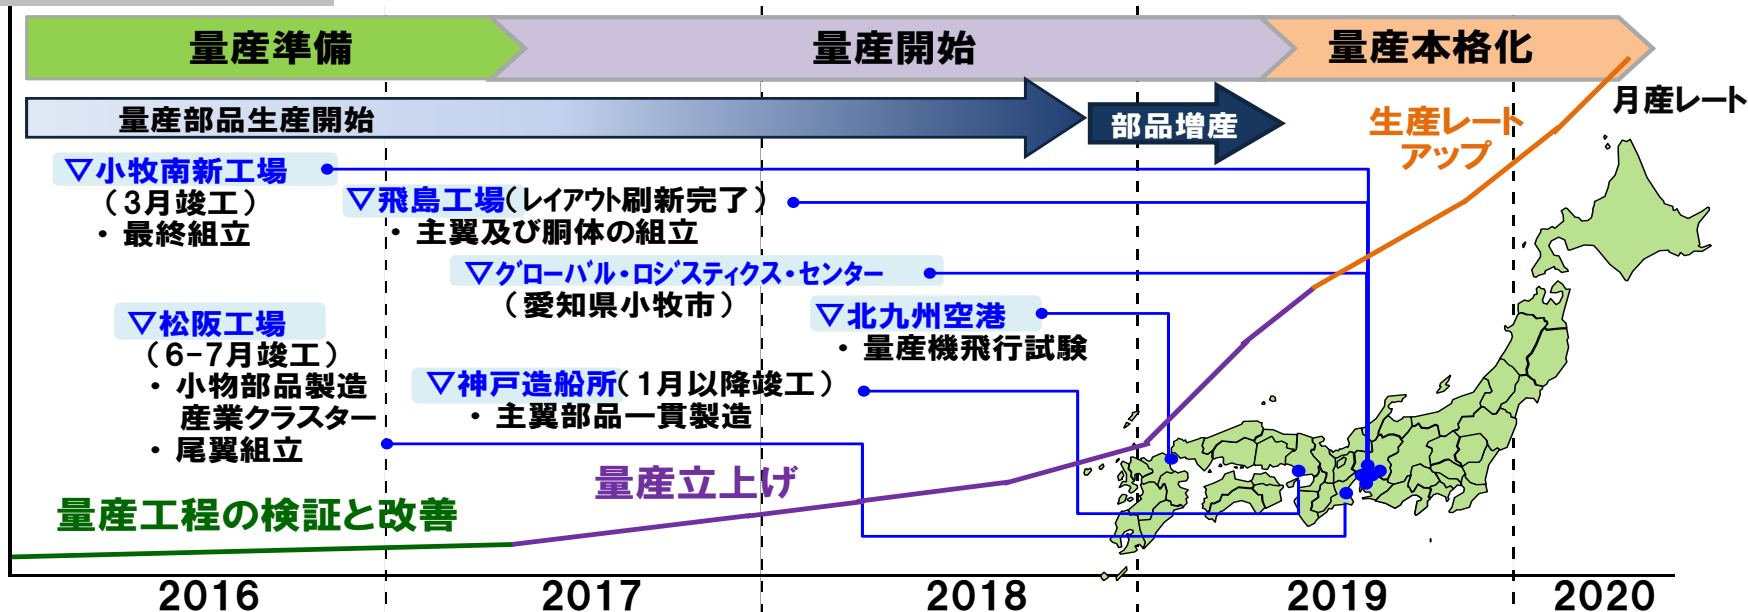 量産準備
量産開始
量産本格化
量産部品生産開始
部品増産
生産レート
アップ
月産レート
▽小牧南新工場
(3月竣工)
・ 最終組立
▽飛島工場(レイアウト刷新完了)
・ 主翼及び胴体の組立
▽グローバル・ロジスティクス・センター
(愛知県小牧市)
▽松阪工場
(6-7月竣工)
・ 小物部品製造
産業クラスター
・ 尾翼組立
▽北九州空港
・ 量産機飛行試験
▽神戸造船所(1月以降竣工)
・ 主翼部品一貫製造
量産立上げ
量産工程の検証と改善
2016
2017
2018
2019
2020